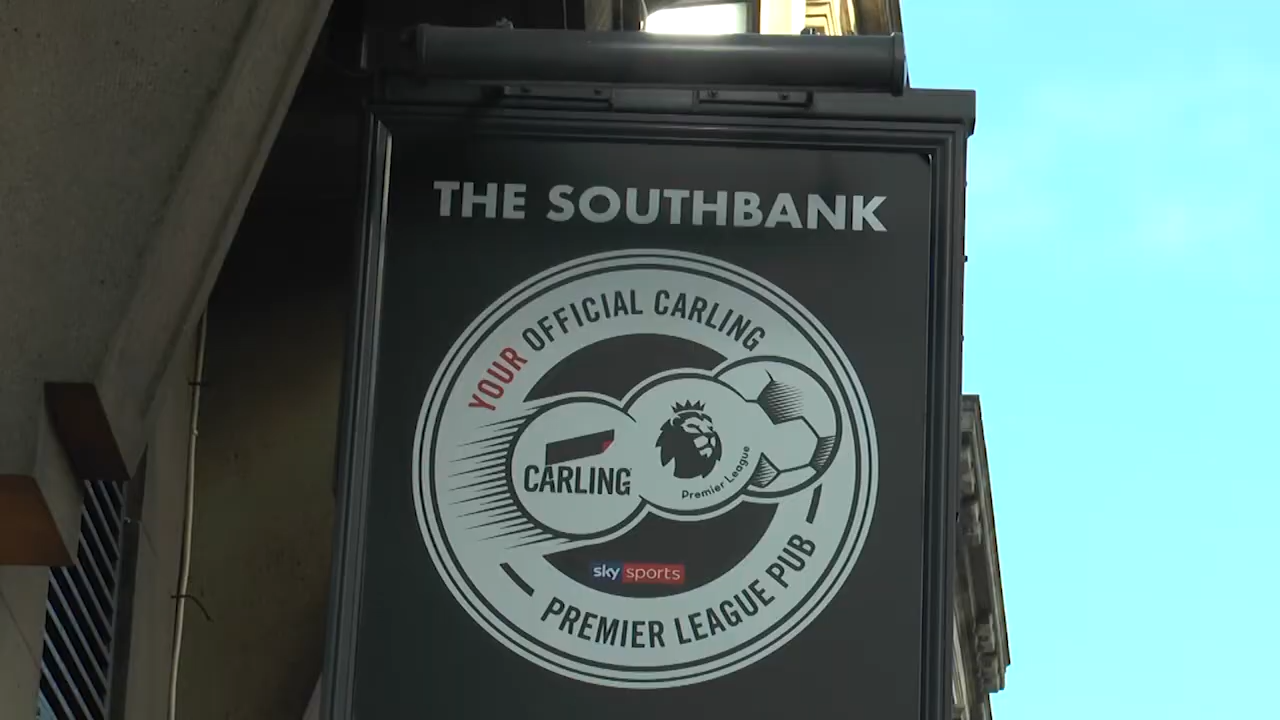 THE SOUTHBANK
YOUR OFFICIAL CARLING
CARLING
Premier League
sky sports
PREMIER LEAGUE PUB